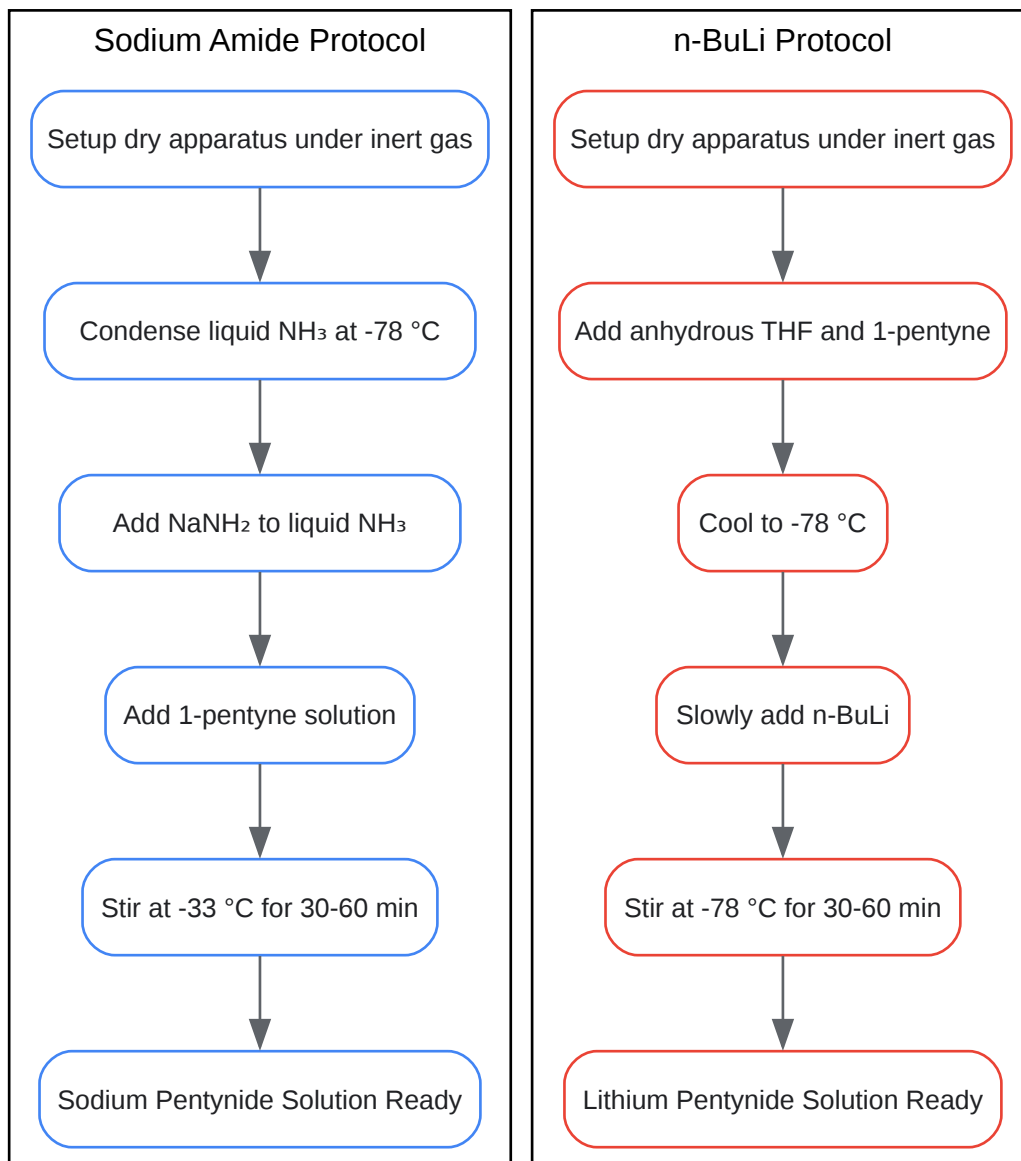 Sodium Amide Protocol
Setup dry apparatus under inert gas
Condense liquid NH₃ at -78 °C
Add NaNH₂ to liquid NH₃
Add 1-pentyne solution
Stir at -33 °C for 30-60 min
Sodium Pentynide Solution Ready
n-BuLi Protocol
Setup dry apparatus under inert gas
Add anhydrous THF and 1-pentyne
Cool to -78 °C
Slowly add n-BuLi
Stir at -78 °C for 30-60 min
Lithium Pentynide Solution Ready